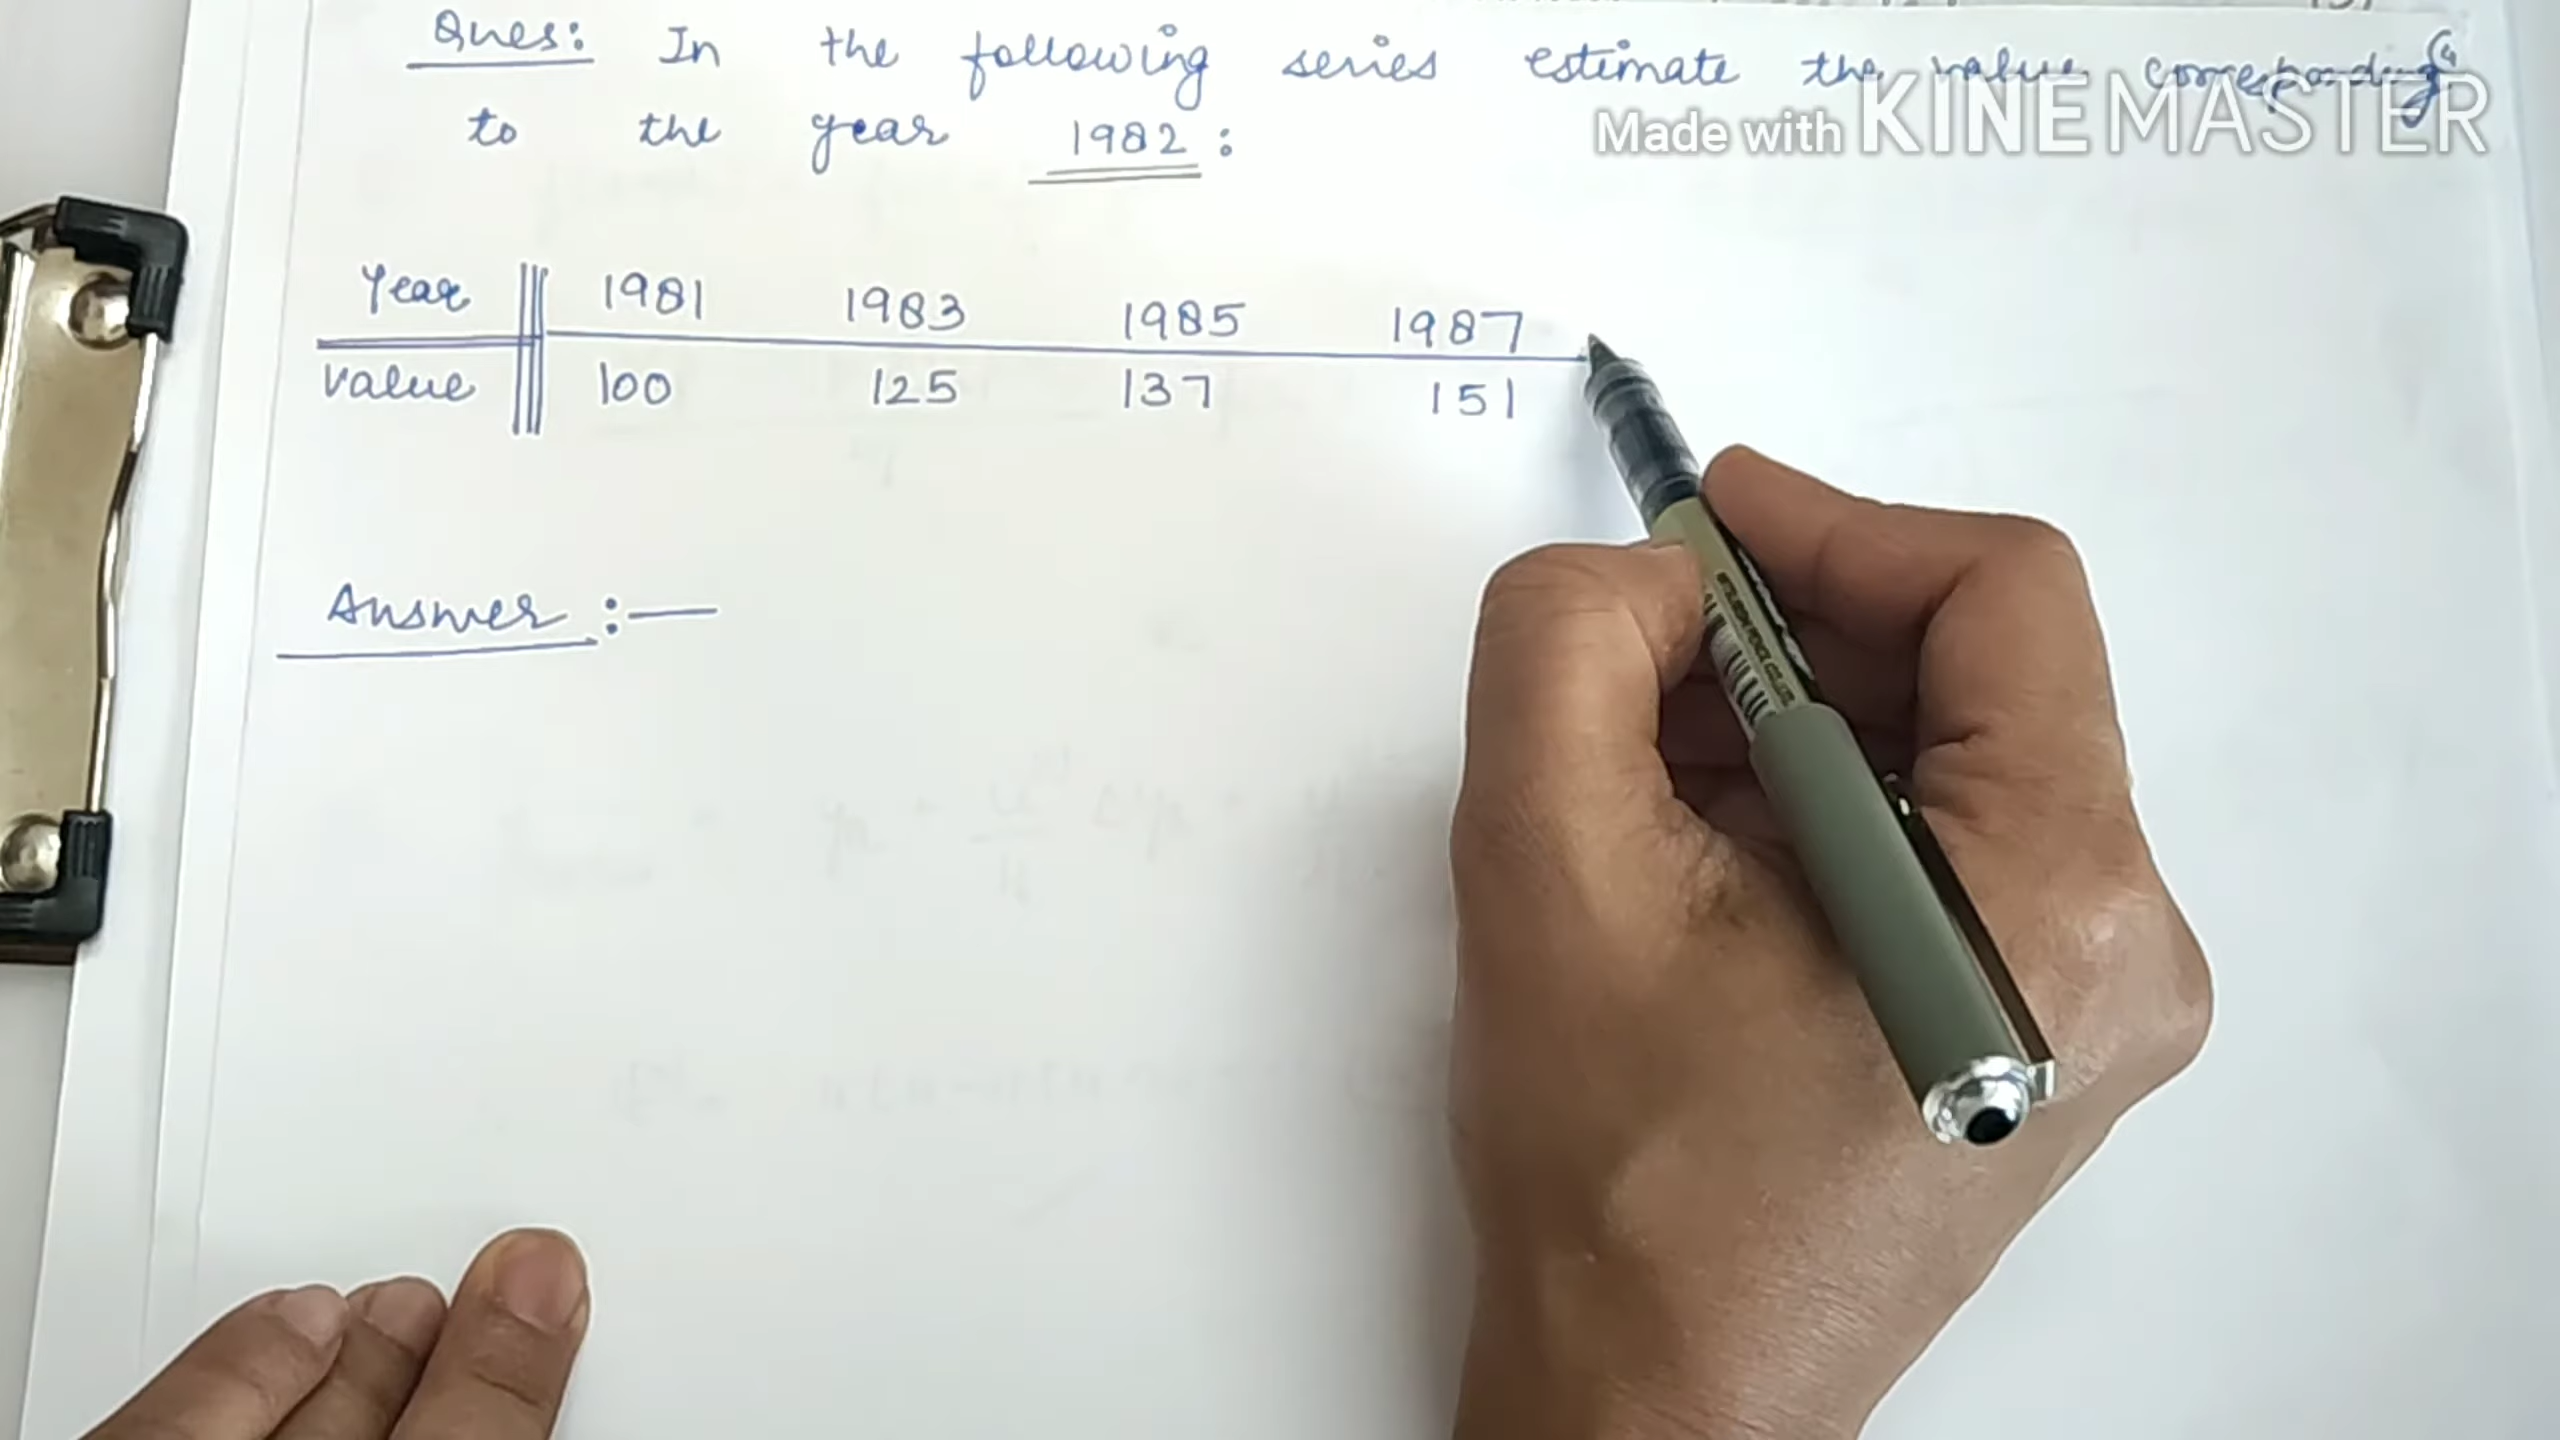 Ques: In the following series estimate the value corresponding
to the year 1982:
Made with KINEMASTER
Year 1981 1983 1985 1987
Value 100 125 137 151
Answer :—